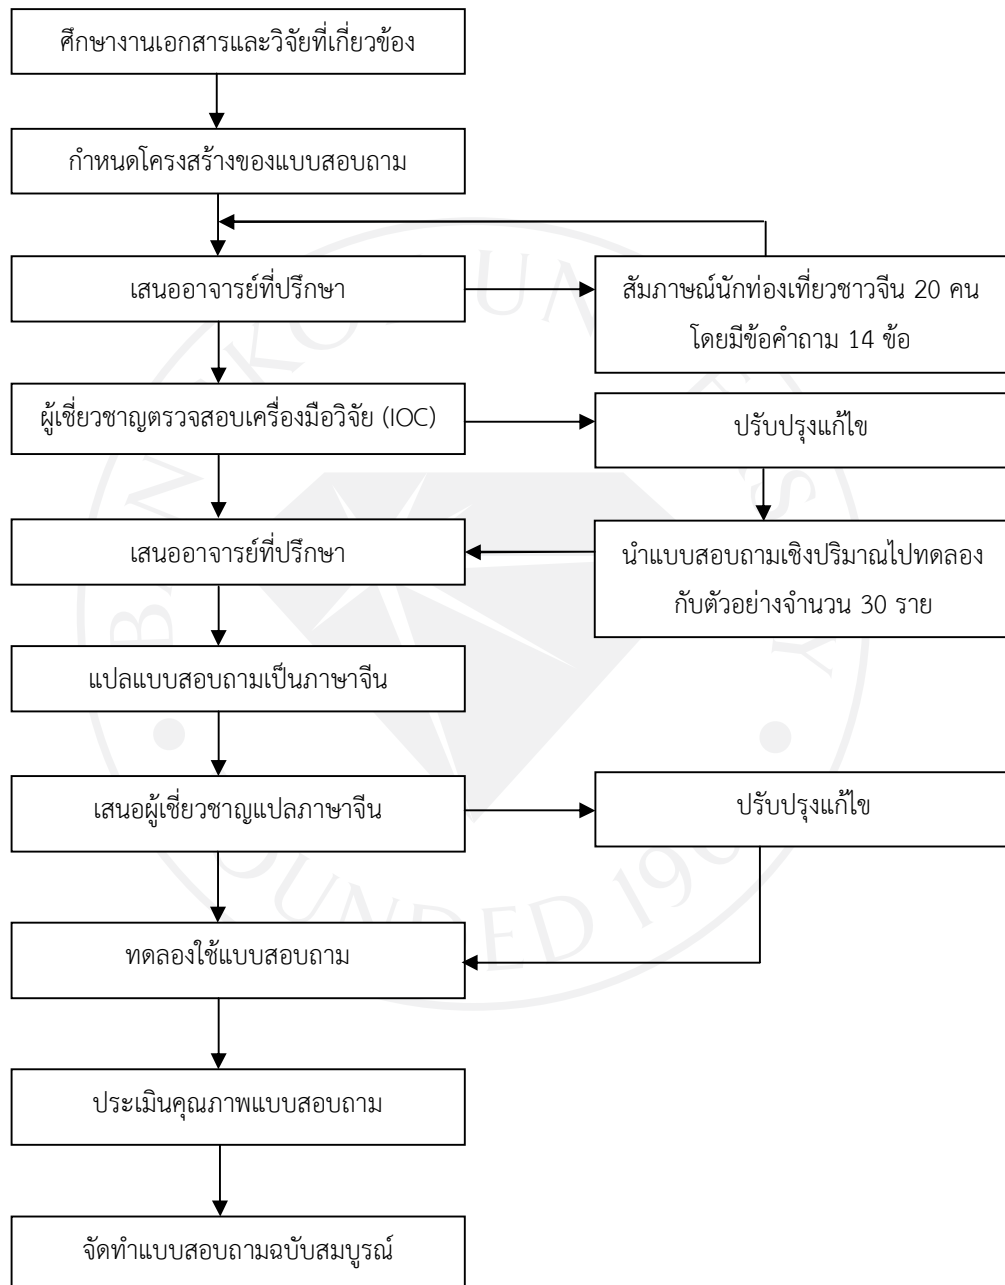 ศึกษางานเอกสารและวิจัยที่เกี่ยวข้อง
กำหนดโครงสร้างของแบบสอบถาม
เสนออาจารย์ที่ปรึกษา
สัมภาษณ์นักท่องเที่ยวชาวจีน 20 คน
โดยมีข้อคำถาม 14 ข้อ
ผู้เชี่ยวชาญตรวจสอบเครื่องมือวิจัย (IOC)
ปรับปรุงแก้ไข
เสนออาจารย์ที่ปรึกษา
นำแบบสอบถามเชิงปริมาณไปทดลอง
กับตัวอย่างจำนวน 30 ราย
แปลแบบสอบถามเป็นภาษาจีน
เสนอผู้เชี่ยวชาญแปลภาษาจีน
ปรับปรุงแก้ไข
ทดลองใช้แบบสอบถาม
ประเมินคุณภาพแบบสอบถาม
จัดทำแบบสอบถามฉบับสมบูรณ์